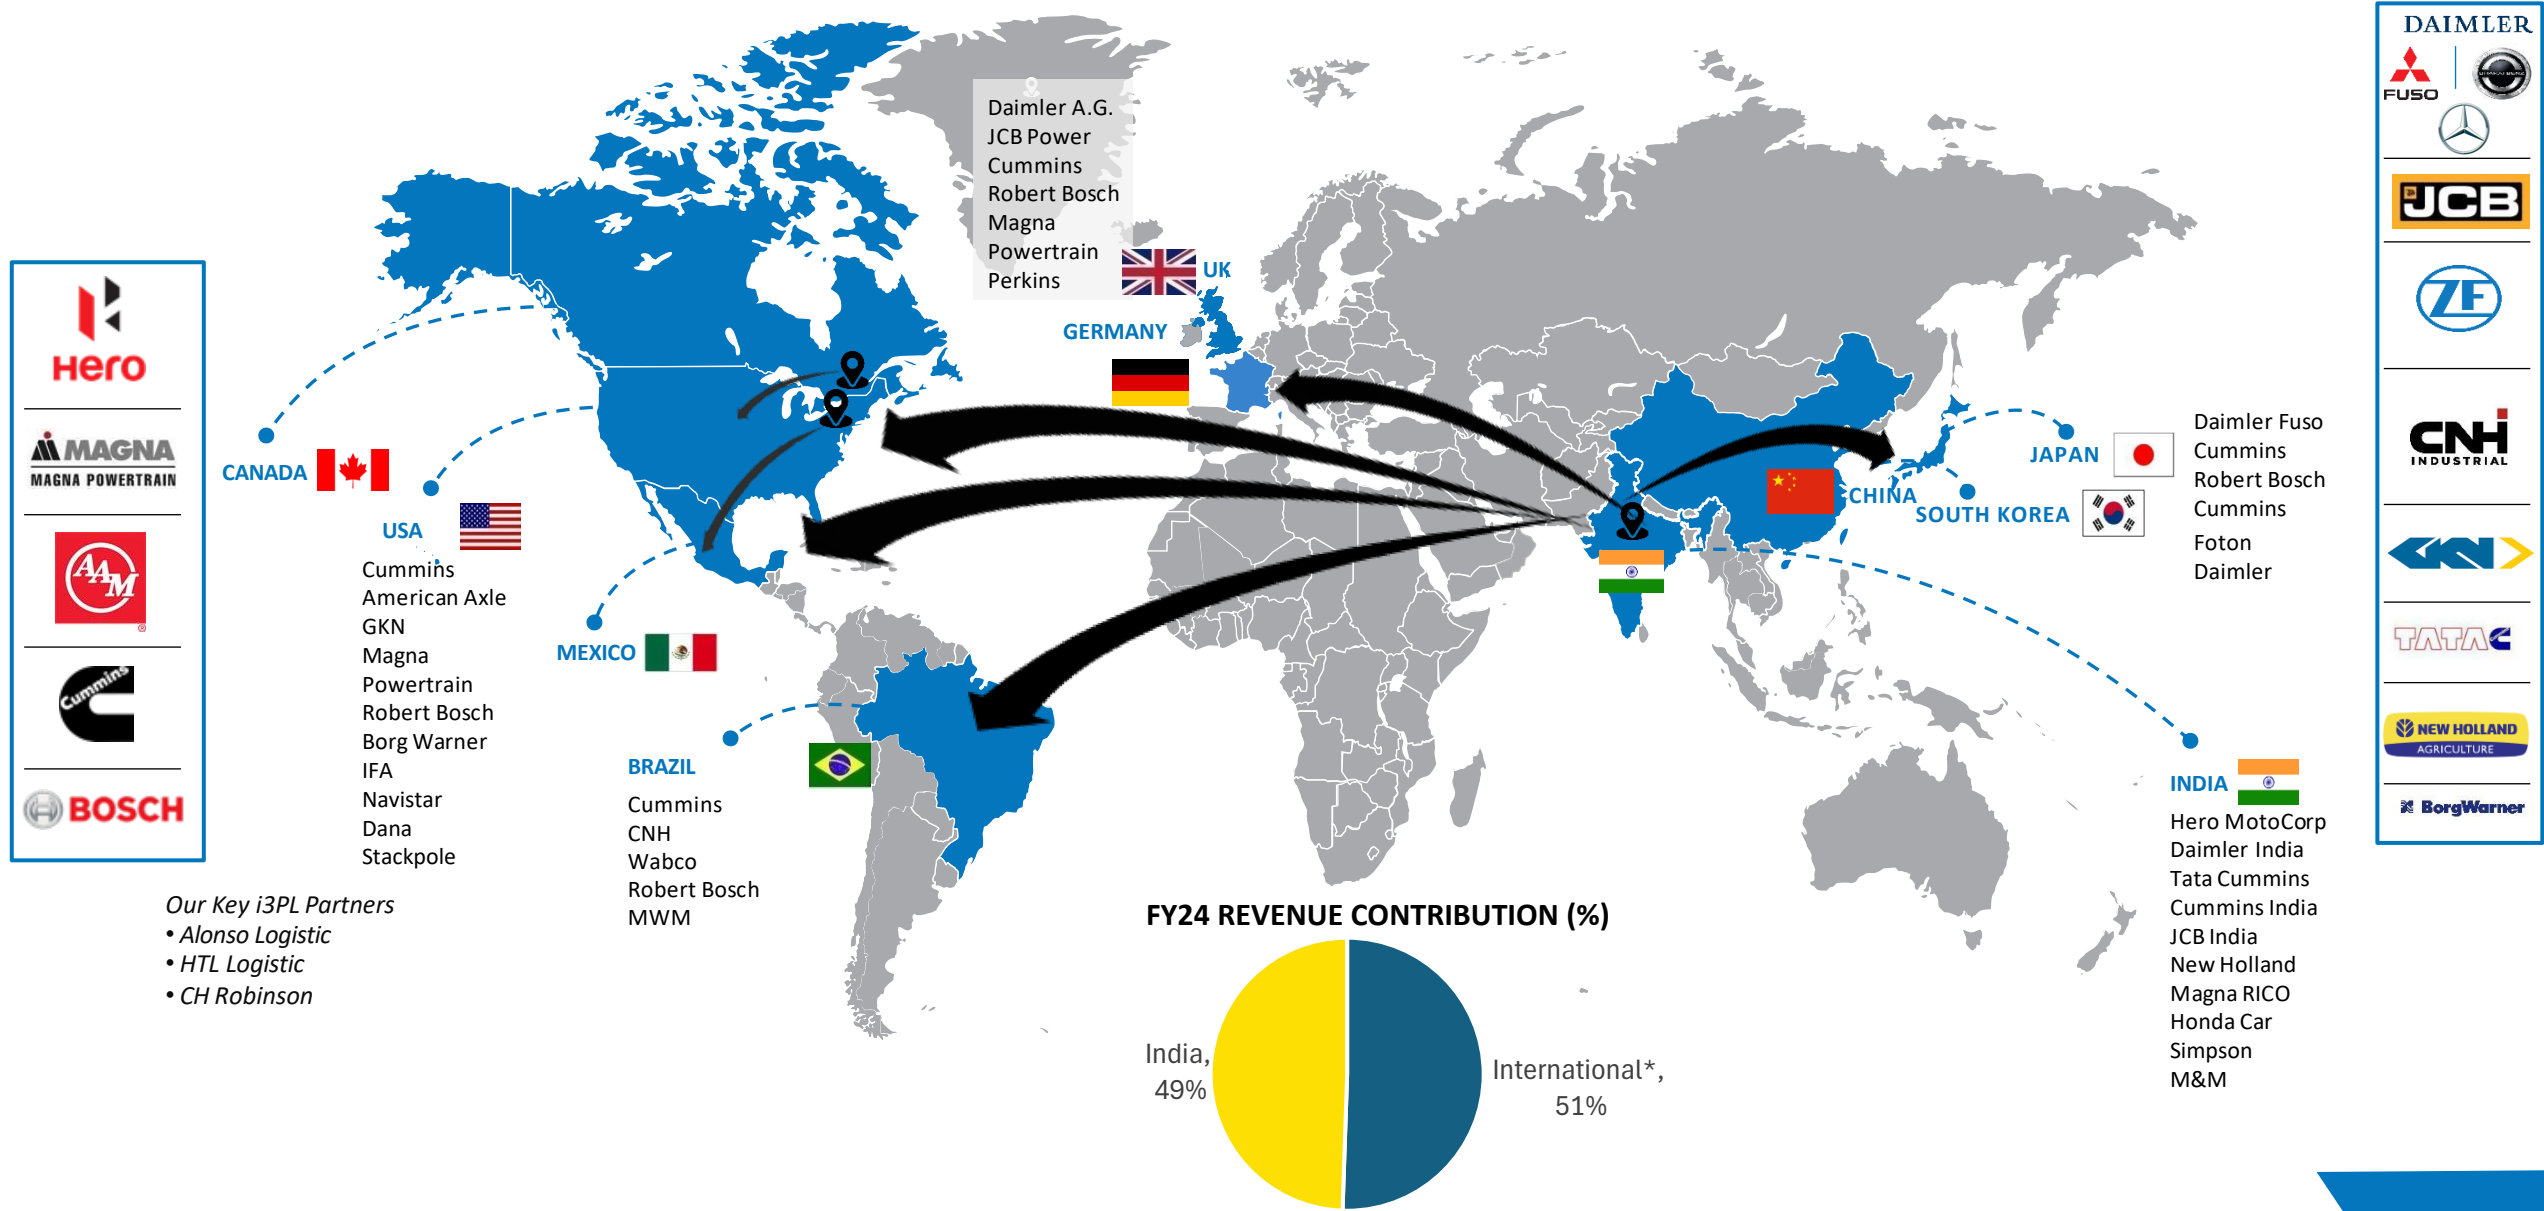 DAIMLER
FUSO
BHARATBENZ
JCB
ZF
CNH
INDUSTRIAL
GKN
TATA
NEW HOLLAND
AGRICULTURE
BorgWarner
Hero
MAGNA
MAGNA POWERTRAIN
AAM
®
Cummins
BOSCH
Daimler A.G.
JCB Power
Cummins
Robert Bosch
Magna
Powertrain
Perkins
UK
GERMANY
CANADA
USA
Cummins
American Axle
GKN
Magna
Powertrain
Robert Bosch
Borg Warner
IFA
Navistar
Dana
Stackpole
MEXICO
BRAZIL
Cummins
CNH
Wabco
Robert Bosch
MWM
JAPAN
CHINA
SOUTH KOREA
Daimler Fuso
Cummins
Robert Bosch
Cummins
Foton
Daimler
INDIA
Hero MotoCorp
Daimler India
Tata Cummins
Cummins India
JCB India
New Holland
Magna RICO
Honda Car
Simpson
M&M
Our Key i3PL Partners
• Alonso Logistic
• HTL Logistic
• CH Robinson
FY24 REVENUE CONTRIBUTION (%)
India,
49%
International*,
51%